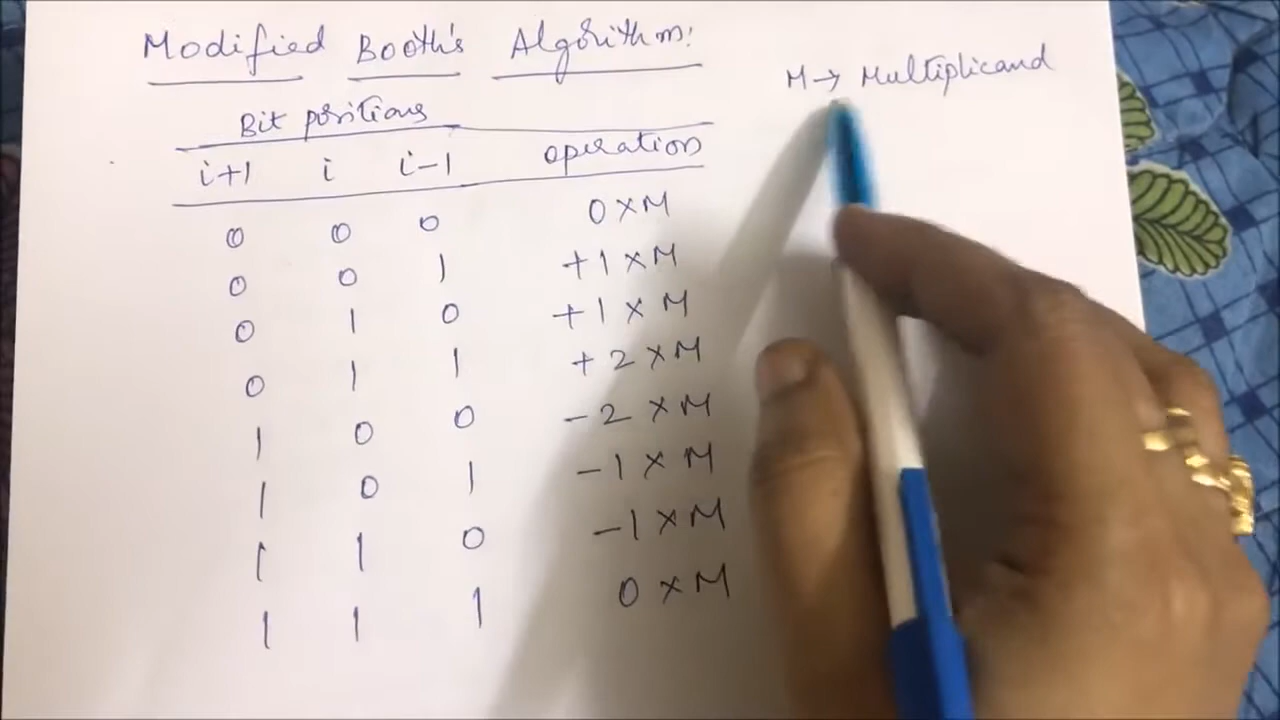 Modified Booth's Algorithm:
M → Multiplicand
Bit positions
i+1 i i-1 operation
0 0 0 0 × M
0 0 1 +1 × M
0 1 0 +1 × M
0 1 1 +2 × M
1 0 0 -2 × M
1 0 1 -1 × M
1 1 0 -1 × M
1 1 1 0 × M